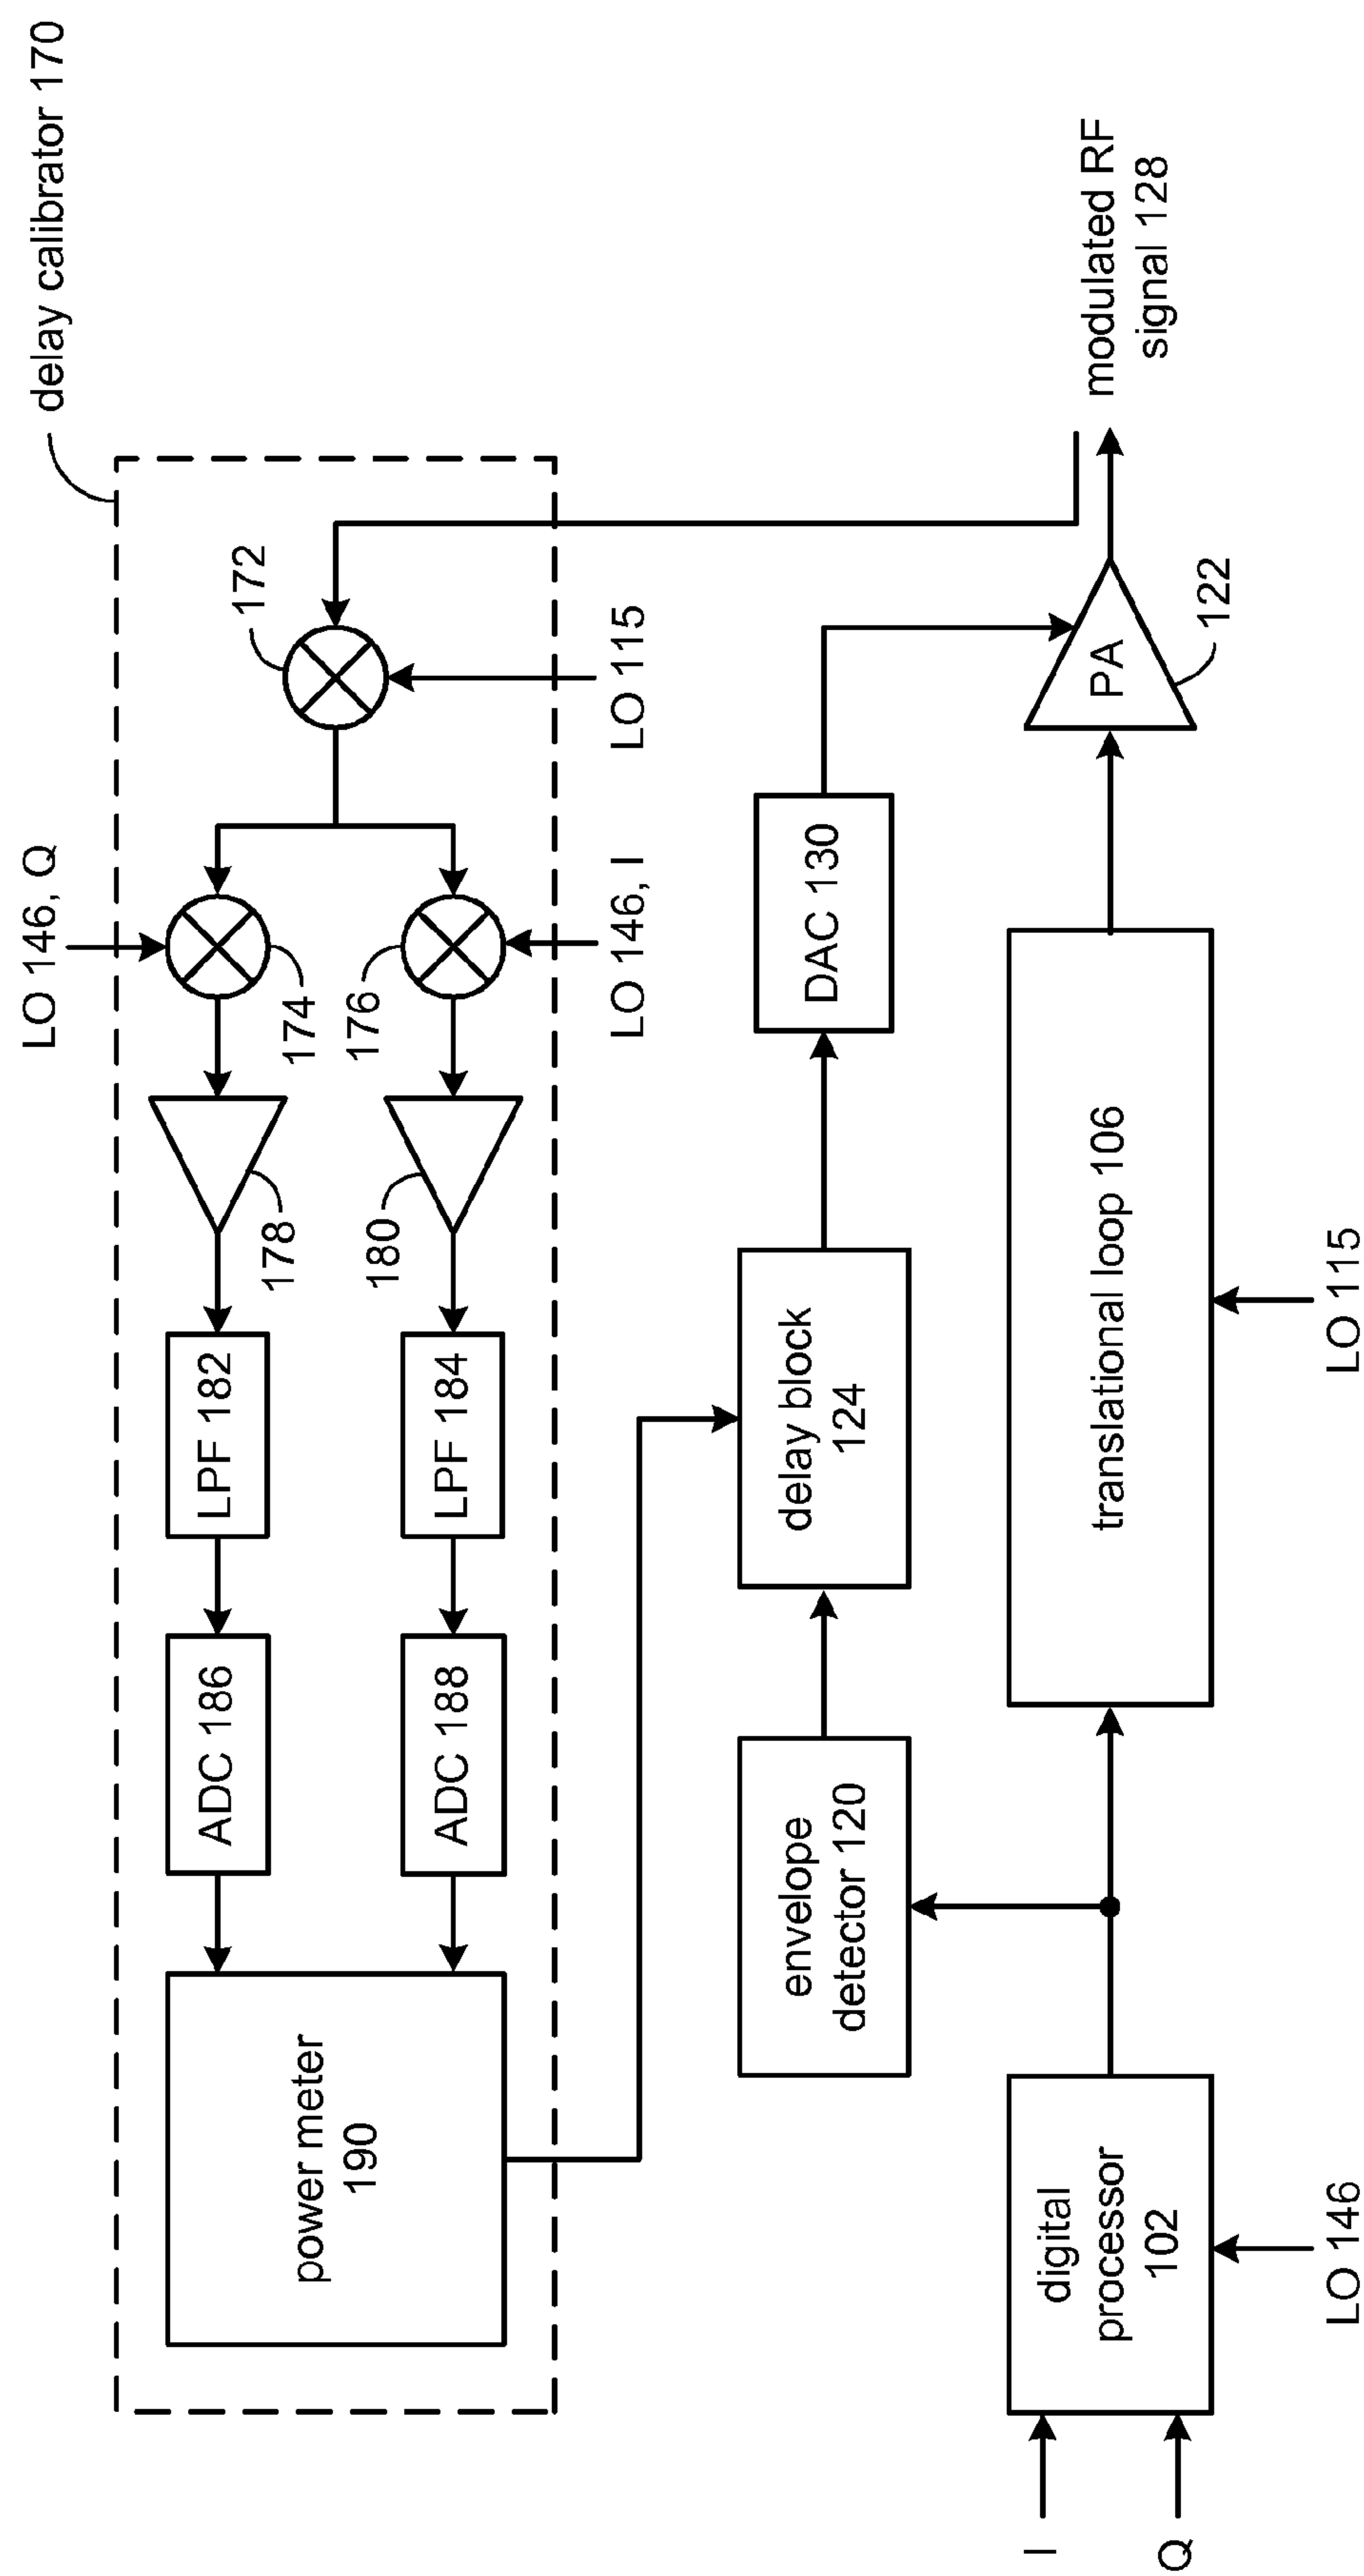 delay calibrator 170
LO 146, Q
172
174
176
LO 146, I
LO 115
178
180
LPF 182
LPF 184
ADC 186
ADC 188
power meter
190
modulated RF
signal 128
PA
122
DAC 130
delay block
124
envelope
detector 120
translational loop 106
LO 115
digital
processor
102
LO 146
I
Q